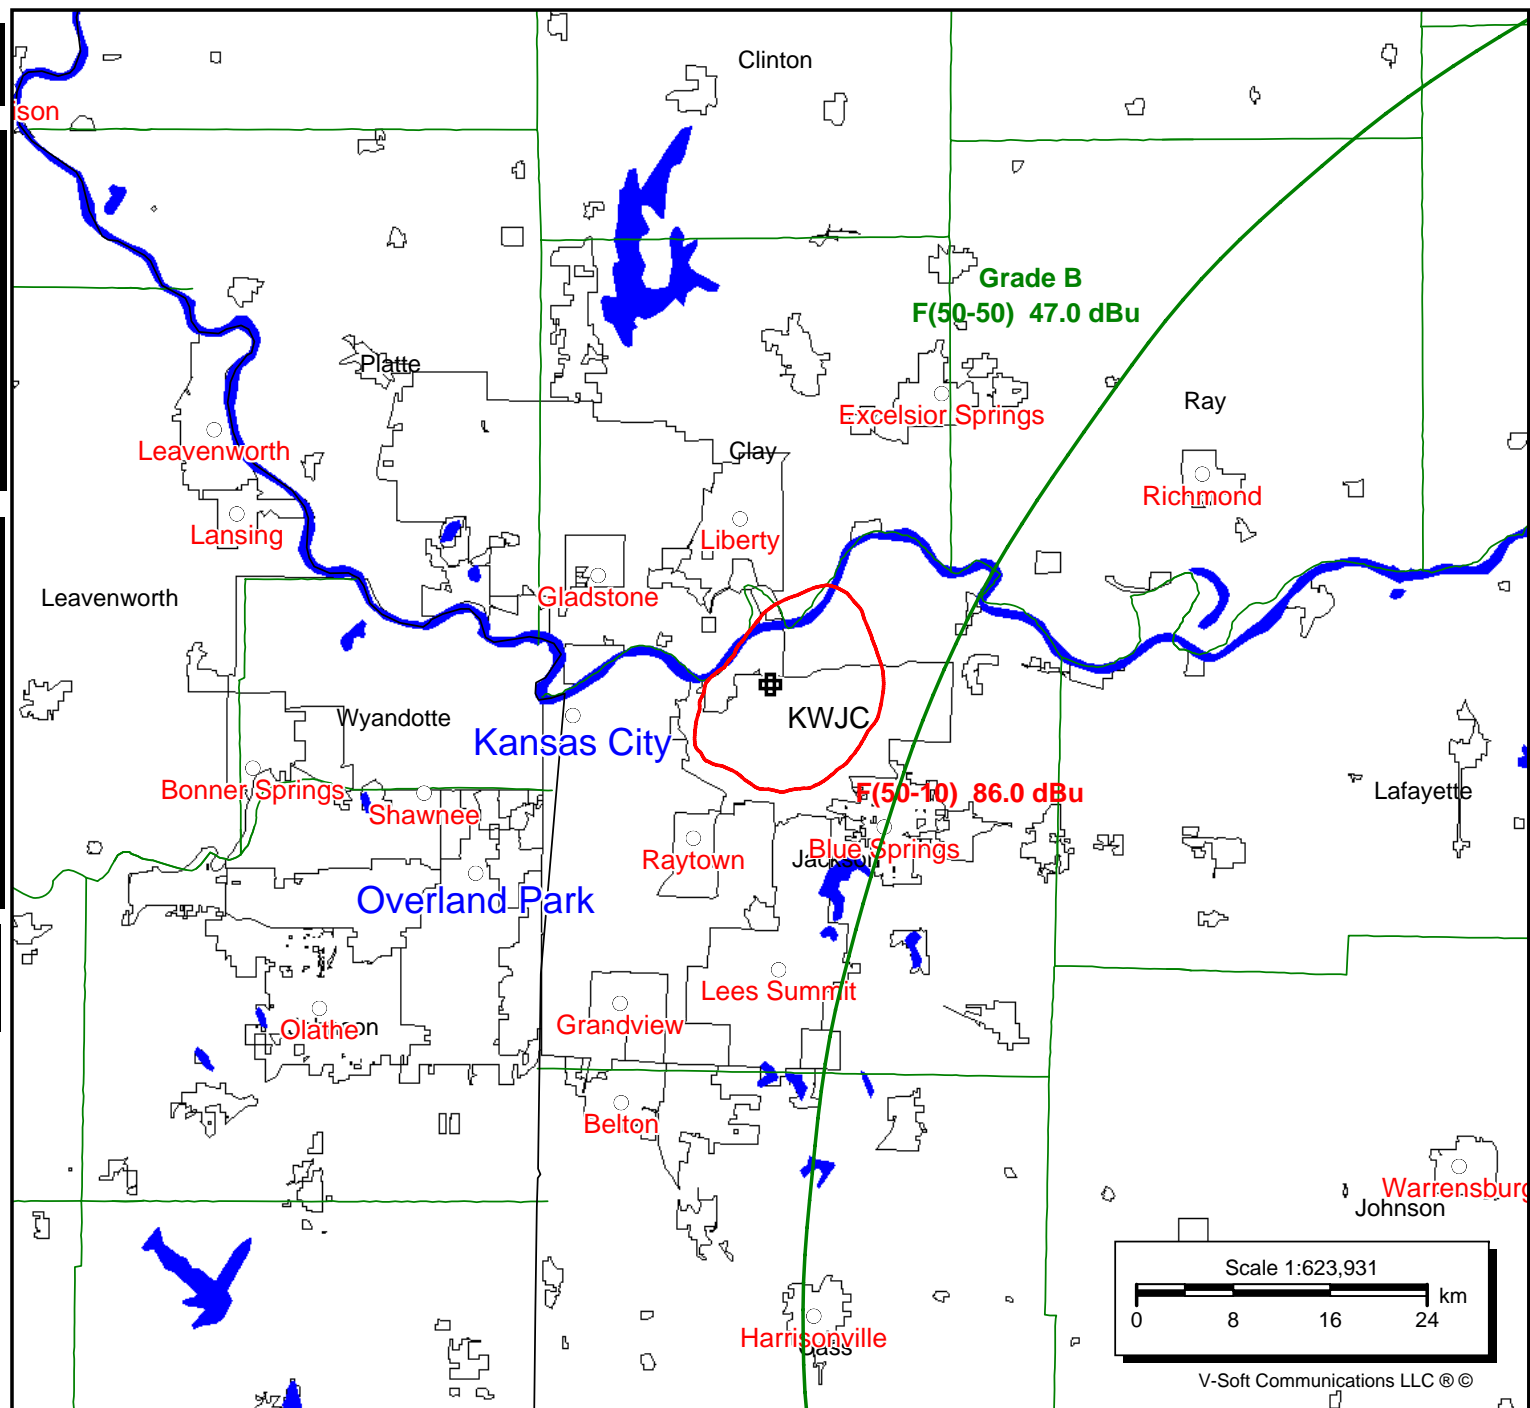 Clinton
ison
Grade B
F(50-50) 47.0 dBu
Platte
Ray
Excelsior Springs
Leavenworth
Clay
Richmond
Lansing
Liberty
Leavenworth
Gladstone
Wyandotte
KWJC
Kansas City
Bonner Springs
F(50-10) 86.0 dBu
Lafayette
Shawnee
Blue Springs
Raytown
Jackson
Overland Park
Lees Summit
Grandview
Olathe
Belton
Warrensburg
Johnson
Scale 1:623,931
km
0 8 16 24
Harrisonville
Cass
V-Soft Communications LLC ® ©